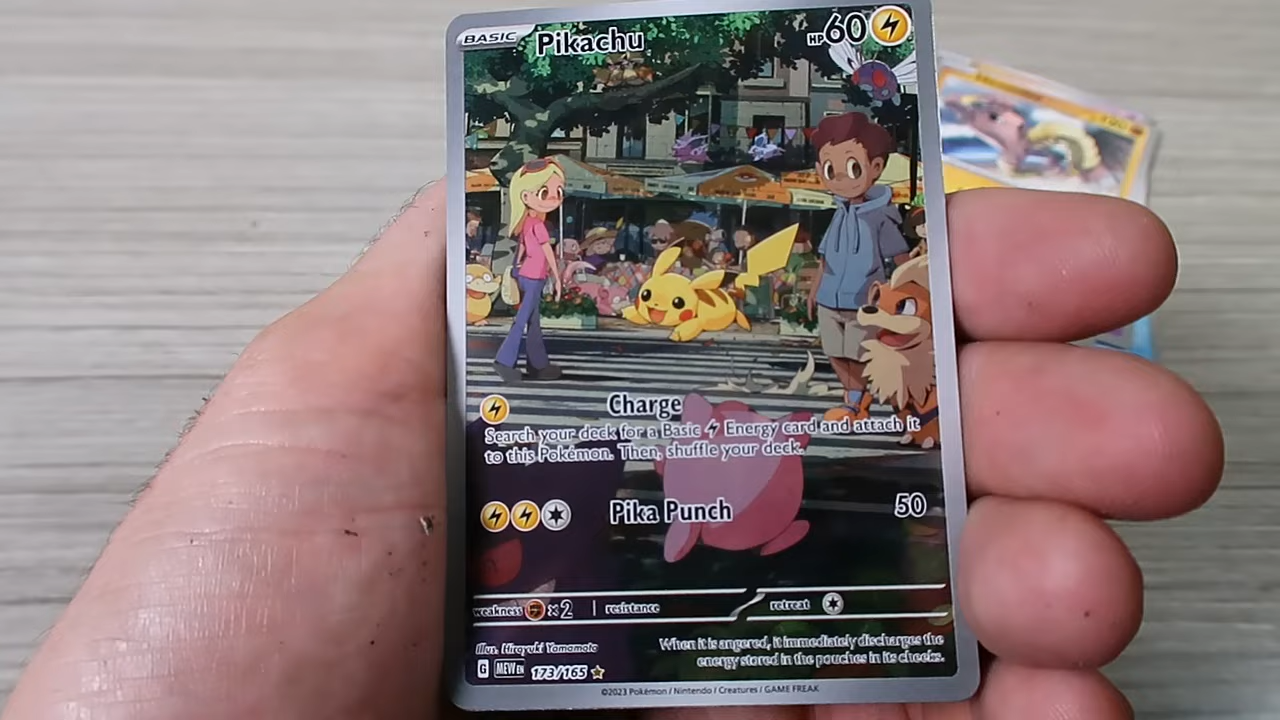 BASIC Pikachu HP60
Charge
Search your deck for a Basic Energy card and attach it
to this Pokémon. Then, shuffle your deck.
Pika Punch 50
weakness ×2 resistance retreat
Illus. Hiroyuki Yamamoto
When it is angered, it immediately discharges the
energy stored in the pouches in its cheeks.
G MEW EN 173/165
©2023 Pokémon / Nintendo / Creatures / GAME FREAK